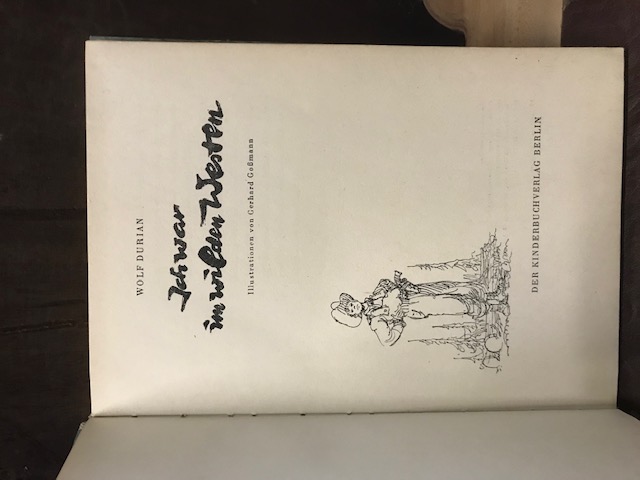 WOLF DURIAN
Ich war
im wilden Westen
Illustrationen von Gerhard Goßmann
DER KINDERBUCHVERLAG BERLIN